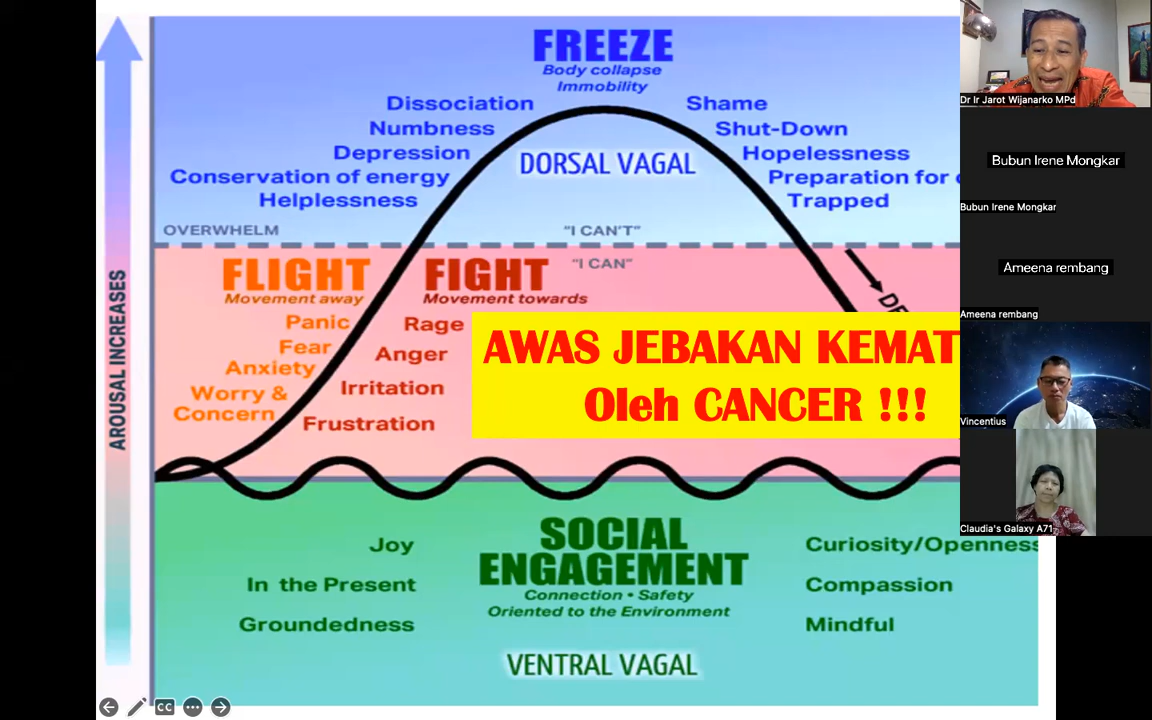 FREEZE
Body collapse
Immobility
Dissociation
Numbness
Depression
Conservation of energy
Helplessness
DORSAL VAGAL
Shame
Shut-Down
Hopelessness
Preparation for
Trapped
OVERWHELM
"I CAN'T"
"I CAN"
AROUSAL INCREASES
FLIGHT
Movement away
Panic
Fear
Anxiety
Worry &
Concern
FIGHT
Movement towards
Rage
Anger
Irritation
Frustration
AWAS JEBAKAN KEMAT
Oleh CANCER !!!
SOCIAL
ENGAGEMENT
Connection • Safety
Oriented to the Environment
Joy
In the Present
Groundedness
Curiosity/Openness
Compassion
Mindful
VENTRAL VAGAL
CC
Dr Ir Jarot Wijanarko MPd
Bubun Irene Mongkar
Bubun Irene Mongkar
Ameena rembang
Ameena rembang
Vincentius
Claudia's Galaxy A71